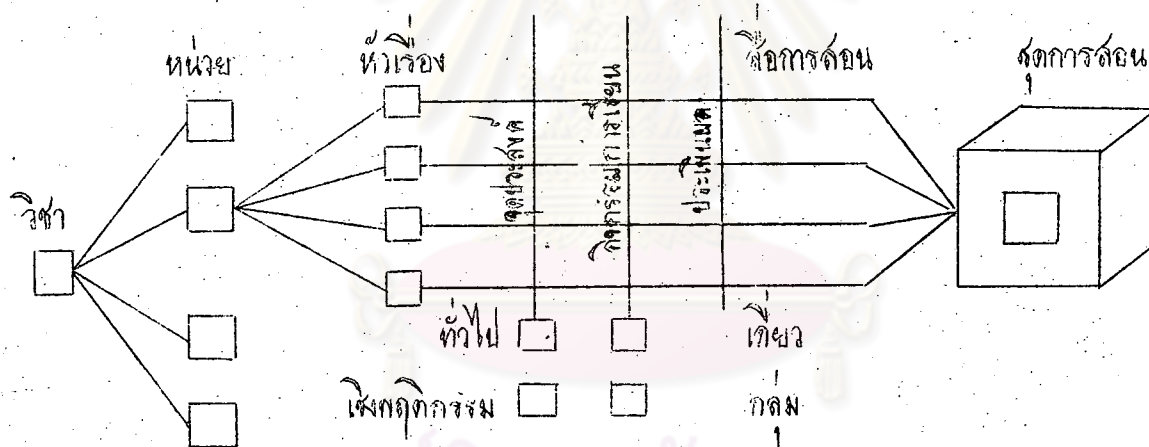 หน่วย
หัวเรื่อง
สื่อการสอน
ชุดการสอน
วิชา
จุดประสงค์
กิจกรรมการเรียน
ประเมินผล
ทั่วไป
เดี่ยว
เชิงพฤติกรรม
กลุ่ม